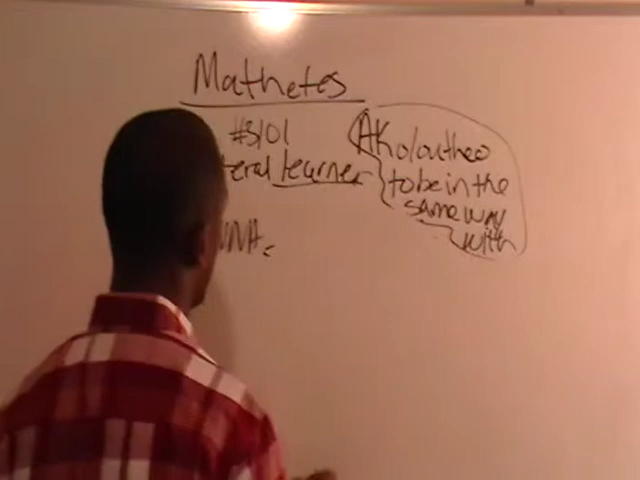 Mathetes
#3101
teral learner
Akoloutheo
to be in the
same way
with